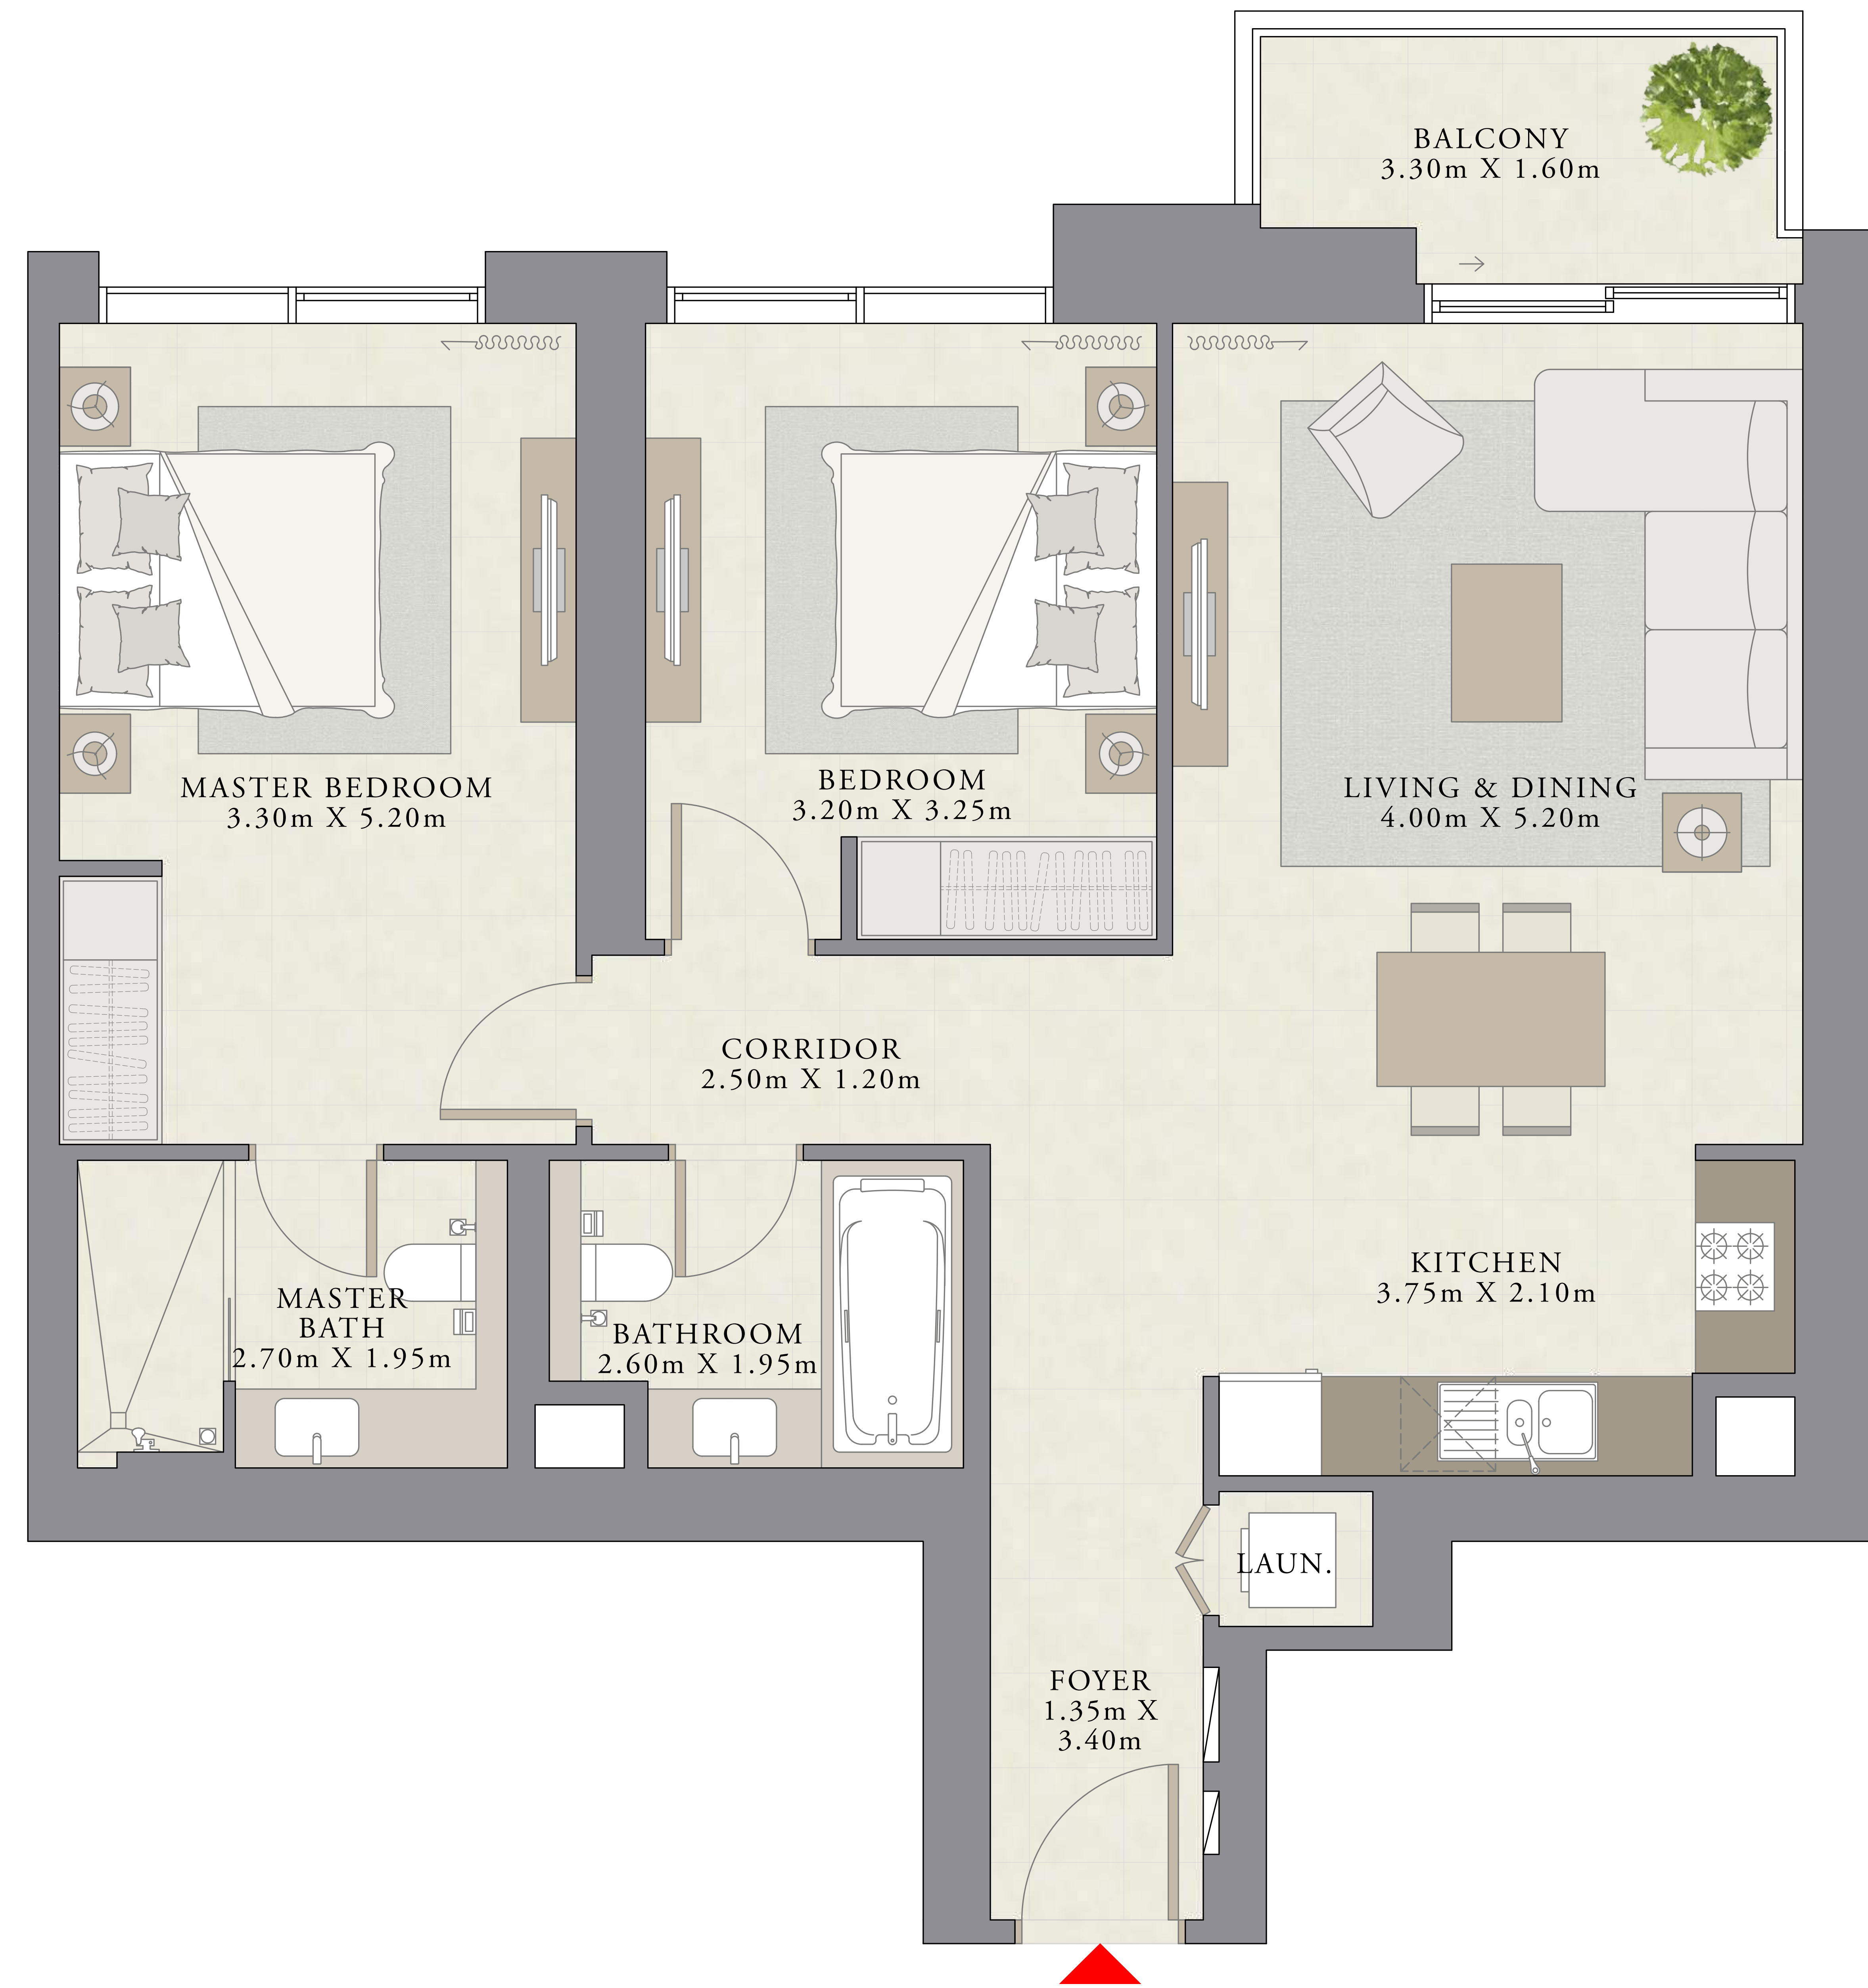 BALCONY
3.30m X 1.60m
MASTER BEDROOM
3.30m X 5.20m
BEDROOM
3.20m X 3.25m
LIVING & DINING
4.00m X 5.20m
CORRIDOR
2.50m X 1.20m
KITCHEN
3.75m X 2.10m
MASTER
BATH
2.70m X 1.95m
BATHROOM
2.60m X 1.95m
LAUN.
FOYER
1.35m X
3.40m